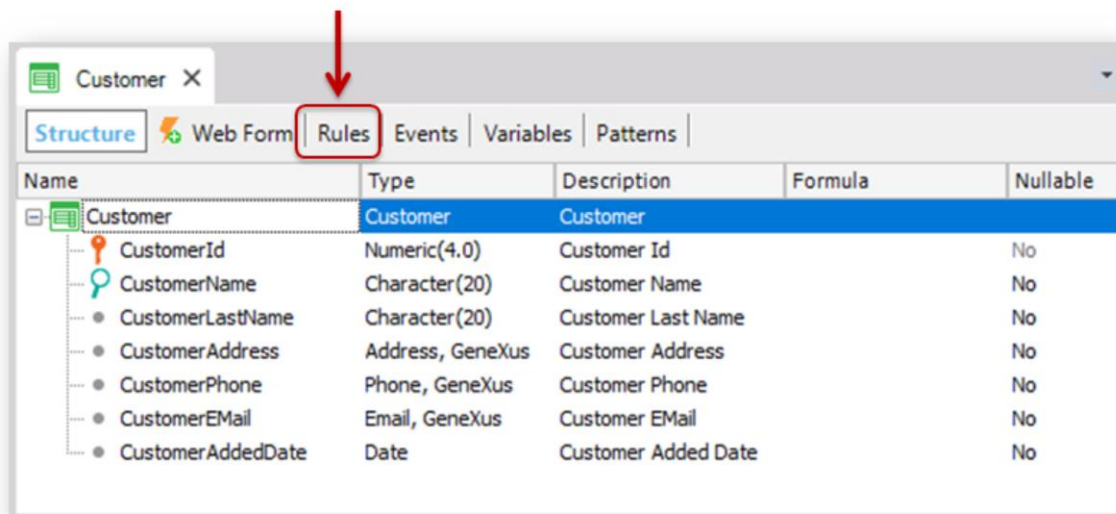 Customer
Structure Web Form Rules Events Variables Patterns
Name Type Description Formula Nullable
Customer Customer Customer
CustomerId Numeric(4.0) Customer Id No
CustomerName Character(20) Customer Name No
CustomerLastName Character(20) Customer Last Name No
CustomerAddress Address, GeneXus Customer Address No
CustomerPhone Phone, GeneXus Customer Phone No
CustomerEMail Email, GeneXus Customer EMail No
CustomerAddedDate Date Customer Added Date No